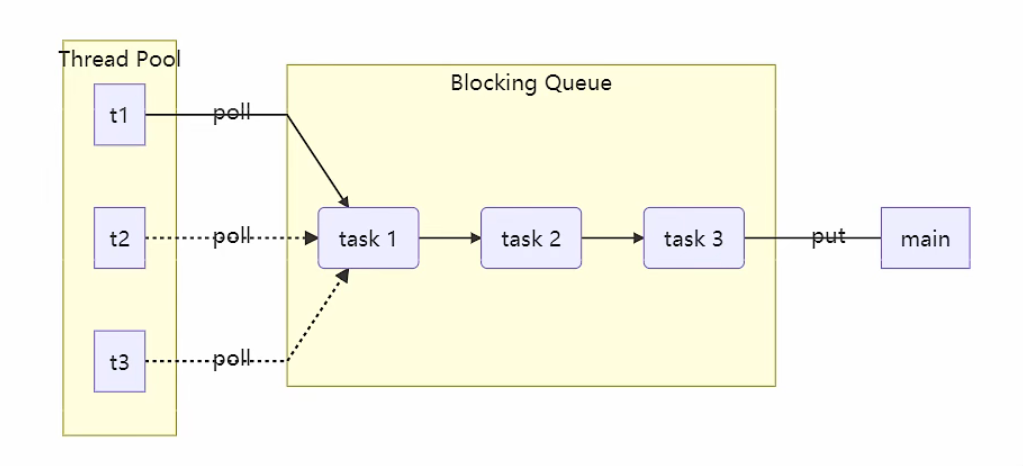 Thread Pool
Blocking Queue
t1
poll
t2
poll
task 1
task 2
task 3
put
main
t3
poll